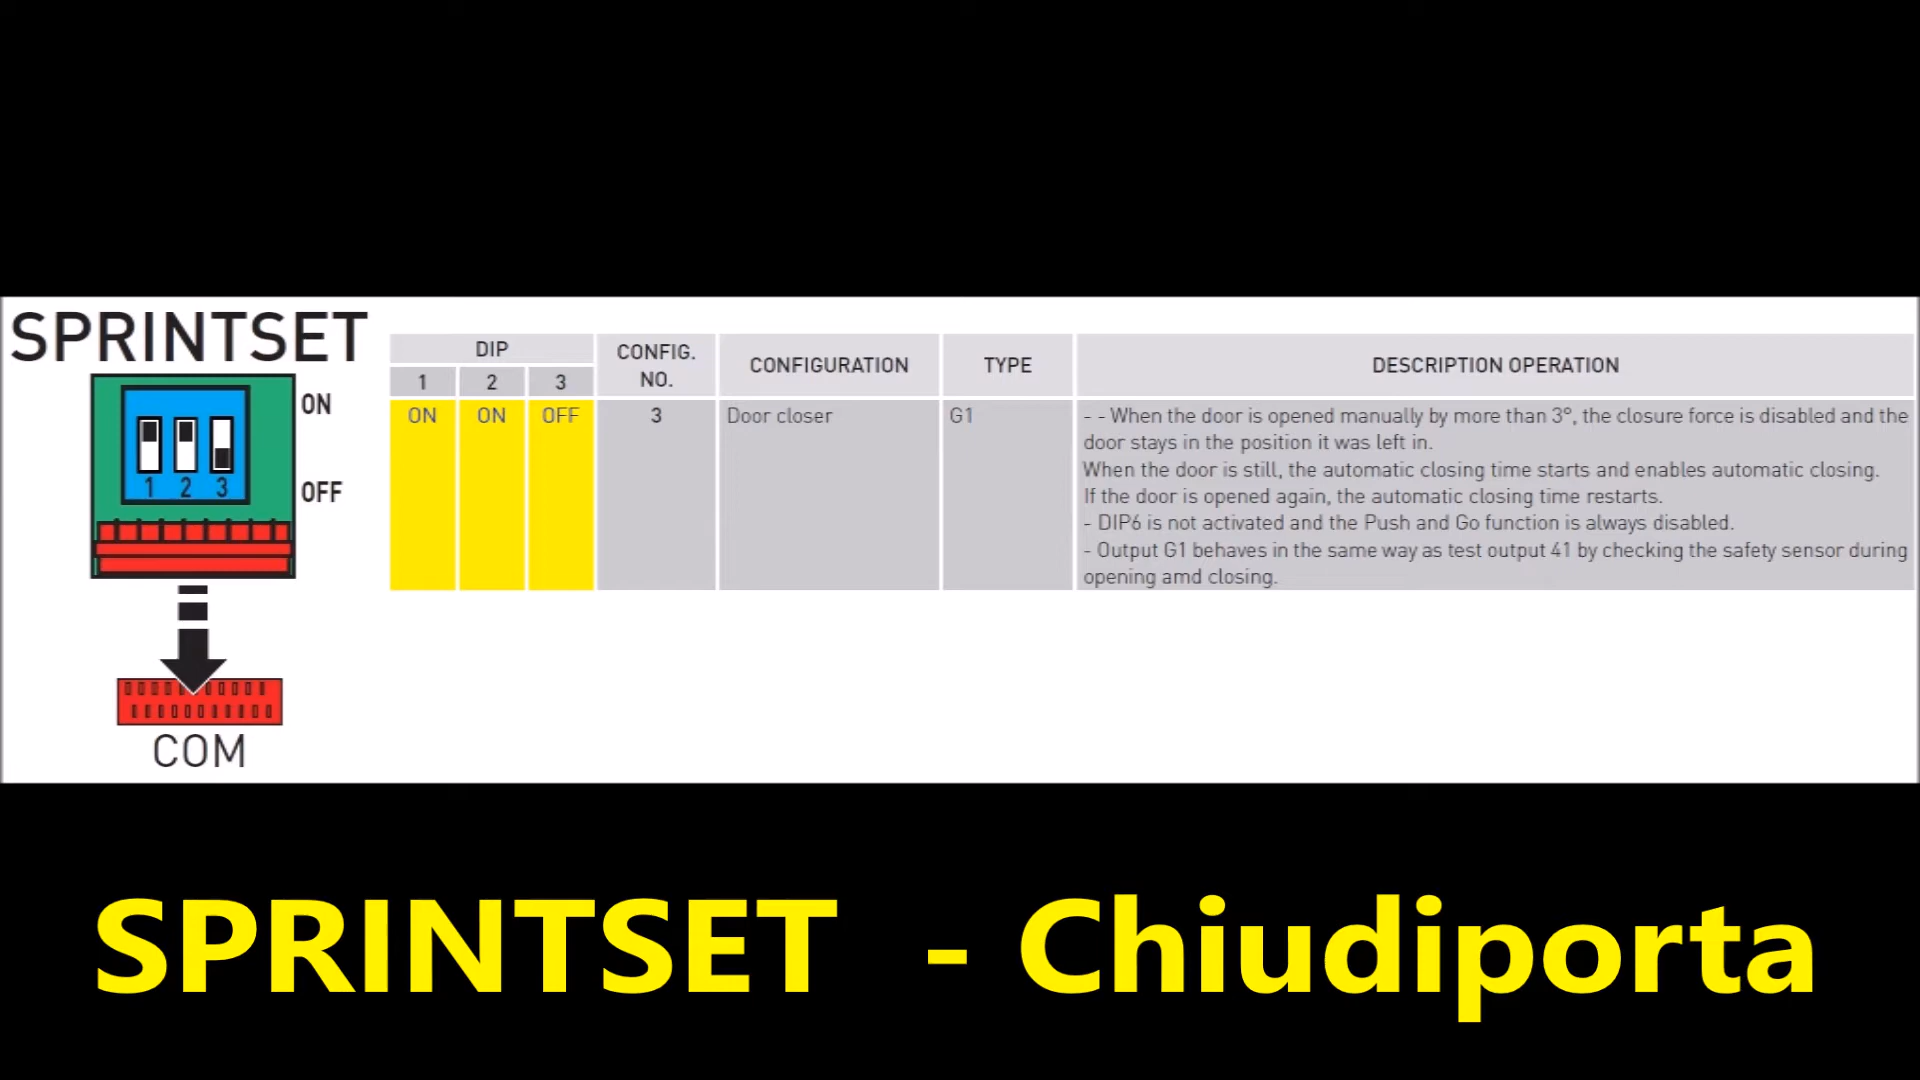 SPRINTSET
ON
OFF
1 2 3
COM
DIP
1 2 3
CONFIG.
NO.
CONFIGURATION
TYPE
DESCRIPTION OPERATION
ON ON OFF
3
Door closer
G1
- - When the door is opened manually by more than 3°, the closure force is disabled and the
door stays in the position it was left in.
When the door is still, the automatic closing time starts and enables automatic closing.
If the door is opened again, the automatic closing time restarts.
- DIP6 is not activated and the Push and Go function is always disabled.
- Output G1 behaves in the same way as test output 41 by checking the safety sensor during
opening amd closing.
SPRINTSET - Chiudiporta